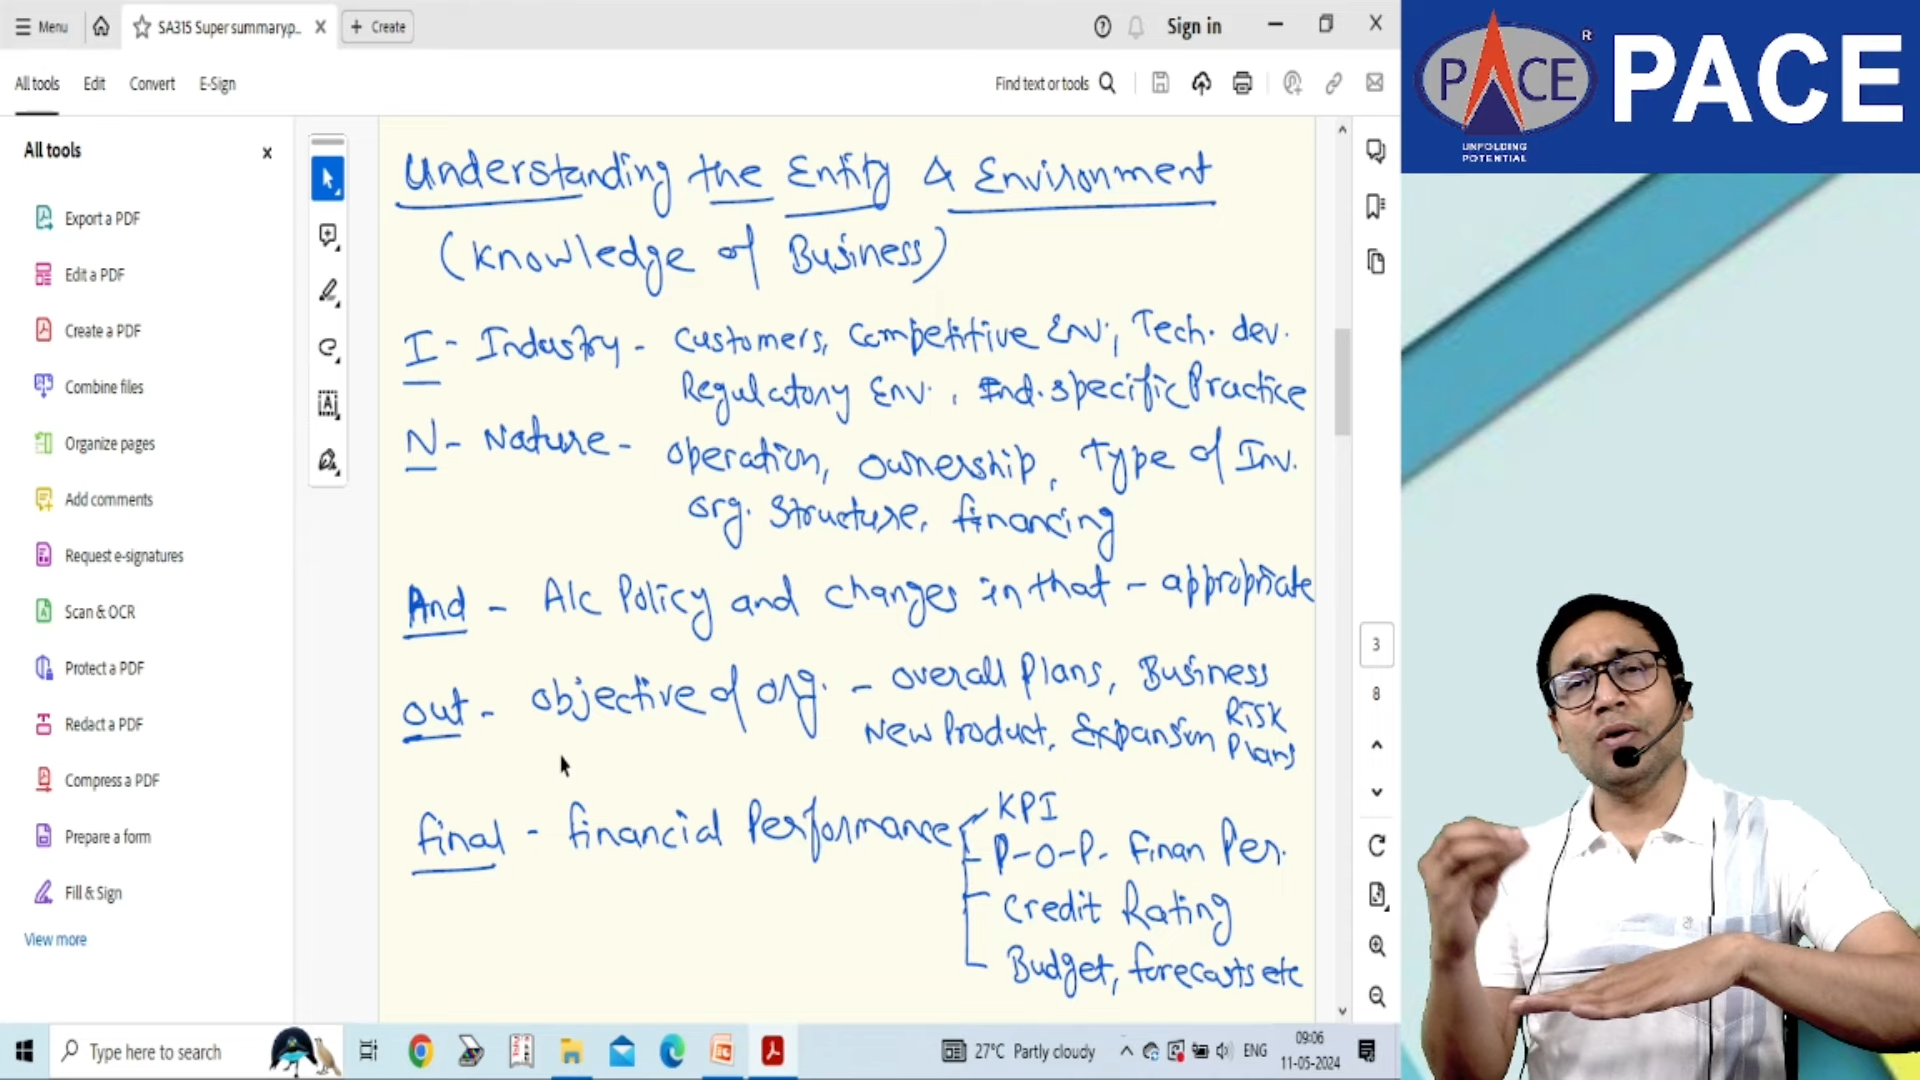 Menu
SA315 Super summary.p...
Create
Sign in
All tools
Edit
Convert
E-Sign
Find text or tools
All tools
Export a PDF
Edit a PDF
Create a PDF
Combine files
Organize pages
Add comments
Request e-signatures
Scan & OCR
Protect a PDF
Redact a PDF
Compress a PDF
Prepare a form
Fill & Sign
View more
Understanding the Entity & Environment
(Knowledge of Business)
I - Industry - Customers, Competitive Env., Tech. dev.
Regulatory Env., Ind. specific Practice
N - Nature - operation, ownership, Type of Inv.
org. Structure, financing
And - A/c Policy and changes in that - appropriate
out - objective of org. - overall Plans, Business
Risk
New Product, Expansion Plans
final - financial Performance
KPI
P-O-P- Finan Per.
Credit Rating
Budget, forecasts etc
3
8
PACE
UNFOLDING
POTENTIAL
R
PACE
Type here to search
27°C Partly cloudy
ENG
09:06
11-05-2024